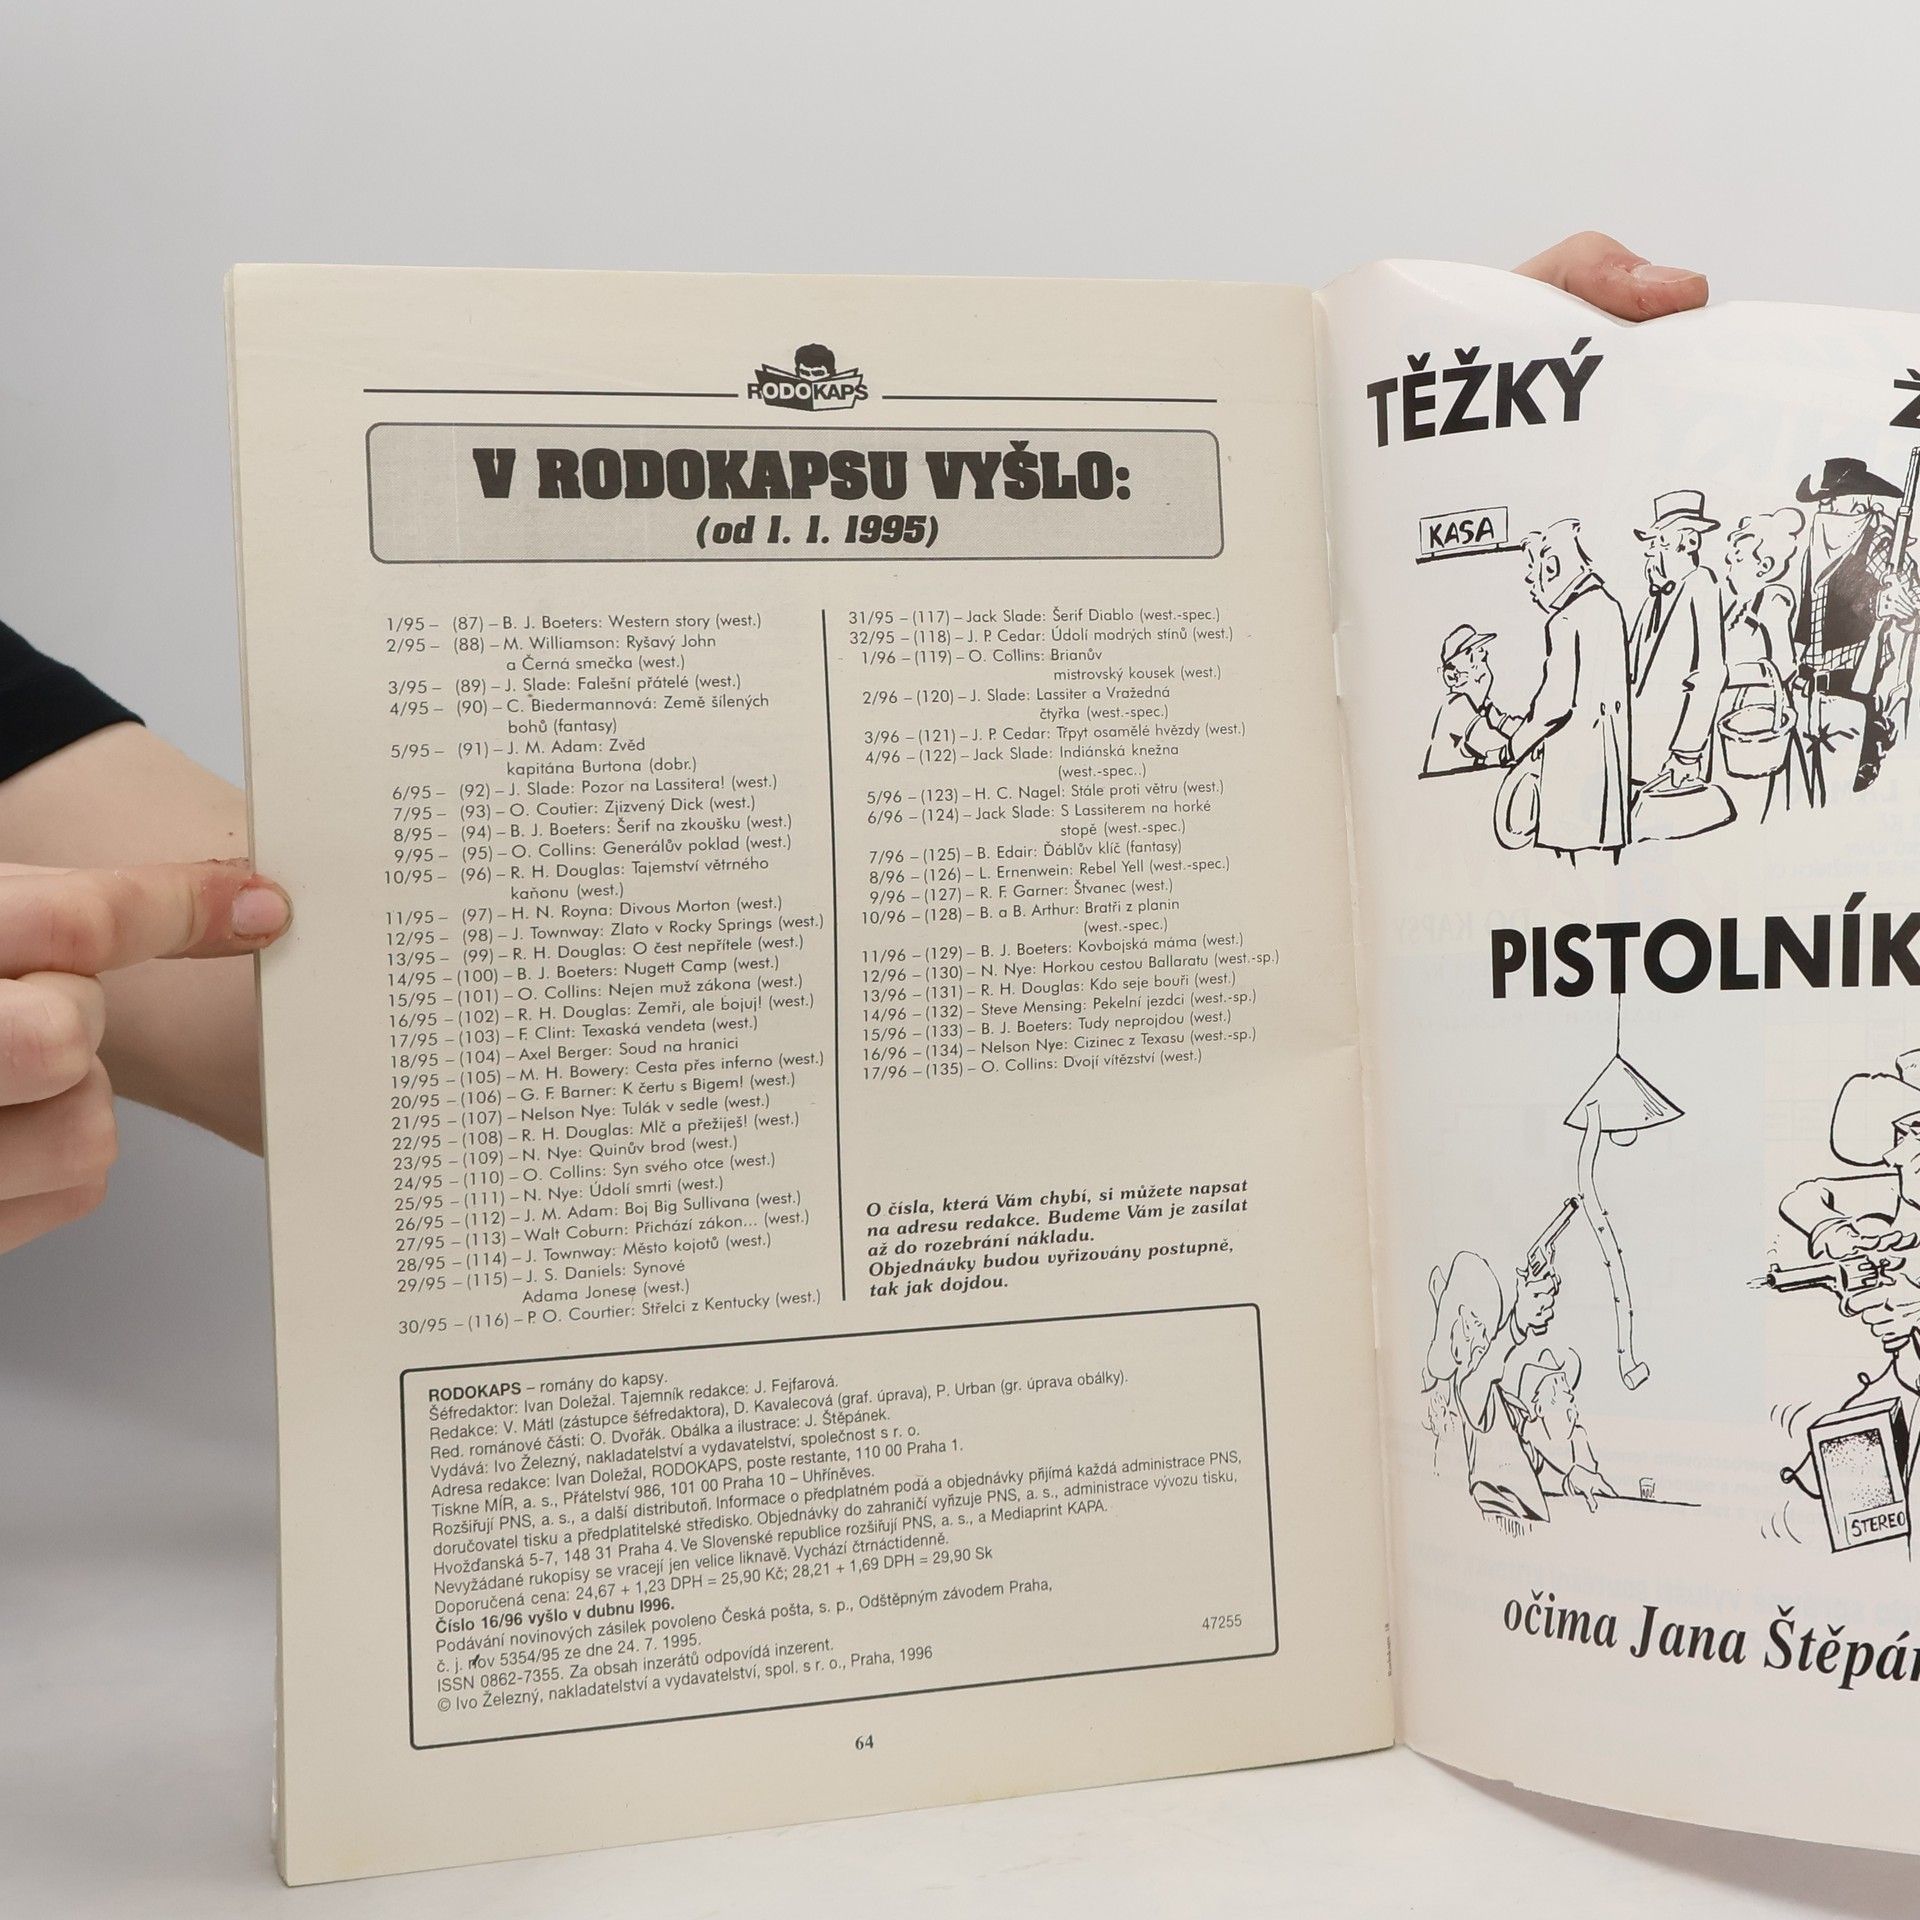 RODOKAPS
V RODOKAPSU VYŠLO:
(od 1. 1. 1995)
1/95 – (87) – B. J. Boeters: Western story (west.)
2/95 – (88) – M. Williamson: Ryšavý John
a Černá smečka (west.)
3/95 – (89) – J. Slade: Falešní přátelé (west.)
4/95 – (90) – C. Biedermannová: Země šílených
bohů (fantasy)
5/95 – (91) – J. M. Adam: Zvěd
kapitána Burtona (dobr.)
6/95 – (92) – J. Slade: Pozor na Lassitera! (west.)
7/95 – (93) – O. Coutier: Zjizvený Dick (west.)
8/95 – (94) – B. J. Boeters: Šerif na zkoušku (west.)
9/95 – (95) – O. Collins: Generálův poklad (west.)
10/95 – (96) – R. H. Douglas: Tajemství větrného
kaňonu (west.)
11/95 – (97) – H. N. Royna: Divous Morton (west.)
12/95 – (98) – J. Townway: Zlato v Rocky Springs (west.)
13/95 – (99) – R. H. Douglas: O čest nepřítele (west.)
14/95 – (100) – B. J. Boeters: Nugett Camp (west.)
15/95 – (101) – O. Collins: Nejen muž zákona (west.)
16/95 – (102) – R. H. Douglas: Zemři, ale bojuj! (west.)
17/95 – (103) – F. Clint: Texaská vendeta (west.)
18/95 – (104) – Axel Berger: Soud na hranici
19/95 – (105) – M. H. Bowery: Cesta přes inferno (west.)
20/95 – (106) – G. F. Barner: K čertu s Bigem! (west.)
21/95 – (107) – Nelson Nye: Tulák v sedle (west.)
22/95 – (108) – R. H. Douglas: Mlč a přežiješ! (west.)
23/95 – (109) – N. Nye: Quinův brod (west.)
24/95 – (110) – O. Collins: Syn svého otce (west.)
25/95 – (111) – N. Nye: Údolí smrti (west.)
26/95 – (112) – J. M. Adam: Boj Big Sullivana (west.)
27/95 – (113) – Walt Coburn: Přichází zákon... (west.)
28/95 – (114) – J. Townway: Město kojotů (west.)
29/95 – (115) – J. S. Daniels: Synové
Adama Jonese (west.)
30/95 – (116) – P. O. Courtier: Střelci z Kentucky (west.)
31/95 – (117) – Jack Slade: Šerif Diablo (west.-spec.)
32/95 – (118) – J. P. Cedar: Údolí modrých stínů (west.)
1/96 – (119) – O. Collins: Brianův
mistrovský kousek (west.)
2/96 – (120) – J. Slade: Lassiter a Vražedná
čtyřka (west.-spec.)
3/96 – (121) – J. P. Cedar: Třpyt osamělé hvězdy (west.)
4/96 – (122) – Jack Slade: Indiánská kněžna
(west.-spec..)
5/96 – (123) – H. C. Nagel: Stále proti větru (west.)
6/96 – (124) – Jack Slade: S Lassiterem na horké
stopě (west.-spec.)
7/96 – (125) – B. Edair: Ďáblův klíč (fantasy)
8/96 – (126) – L. Ernenwein: Rebel Yell (west.-spec.)
9/96 – (127) – R. F. Garner: Štvanec (west.)
10/96 – (128) – B. a B. Arthur: Bratři z planin
(west.-spec.)
11/96 – (129) – B. J. Boeters: Kovbojská máma (west.)
12/96 – (130) – N. Nye: Horkou cestou Ballaratu (west.-sp.)
13/96 – (131) – R. H. Douglas: Kdo seje bouři (west.)
14/96 – (132) – Steve Mensing: Pekelní jezdci (west.-sp.)
15/96 – (133) – B. J. Boeters: Tudy neprojdou (west.)
16/96 – (134) – Nelson Nye: Cizinec z Texasu (west.-sp.)
17/96 – (135) – O. Collins: Dvojí vítězství (west.)
O čísla, která Vám chybí, si můžete napsat
na adresu redakce. Budeme Vám je zasílat
až do rozebrání nákladu.
Objednávky budou vyřizovány postupně,
tak jak dojdou.
RODOKAPS – romány do kapsy.
Šéfredaktor: Ivan Doležal. Tajemník redakce: J. Fejfarová.
Redakce: V. Mátl (zástupce šéfredaktora), D. Kavalecová (graf. úprava), P. Urban (gr. úprava obálky).
Red. románové části: O. Dvořák. Obálka a ilustrace: J. Štěpánek.
Vydává: Ivo Železný, nakladatelství a vydavatelství, společnost s r. o.
Adresa redakce: Ivan Doležal, RODOKAPS, poste restante, 110 00 Praha 1.
Tiskne MÍR, a. s., Přátelství 986, 101 00 Praha 10 – Uhříněves.
Rozšiřují PNS, a. s., a další distributoři. Informace o předplatném podá a objednávky přijímá každá administrace PNS,
doručovatel tisku a předplatitelské středisko. Objednávky do zahraničí vyřizuje PNS, a. s., administrace vývozu tisku,
Hvožďanská 5-7, 148 31 Praha 4. Ve Slovenské republice rozšiřují PNS, a. s., a Mediaprint KAPA.
Nevyžádané rukopisy se vracejí jen velice liknavě. Vychází čtrnáctidenně.
Doporučená cena: 24,67 + 1,23 DPH = 25,90 Kč; 28,21 + 1,69 DPH = 29,90 Sk
Číslo 16/96 vyšlo v dubnu 1996.
Podávání novinových zásilek povoleno Česká pošta, s. p., Odštěpným závodem Praha,
č. j. nov 5354/95 ze dne 24. 7. 1995.
ISSN 0862-7355. Za obsah inzerátů odpovídá inzerent.
© Ivo Železný, nakladatelství a vydavatelství, spol. s r. o., Praha, 1996
47255
64
TĚŽKÝ Ž
KASA
PISTOLNÍK
STEREO
očima Jana Štěpán